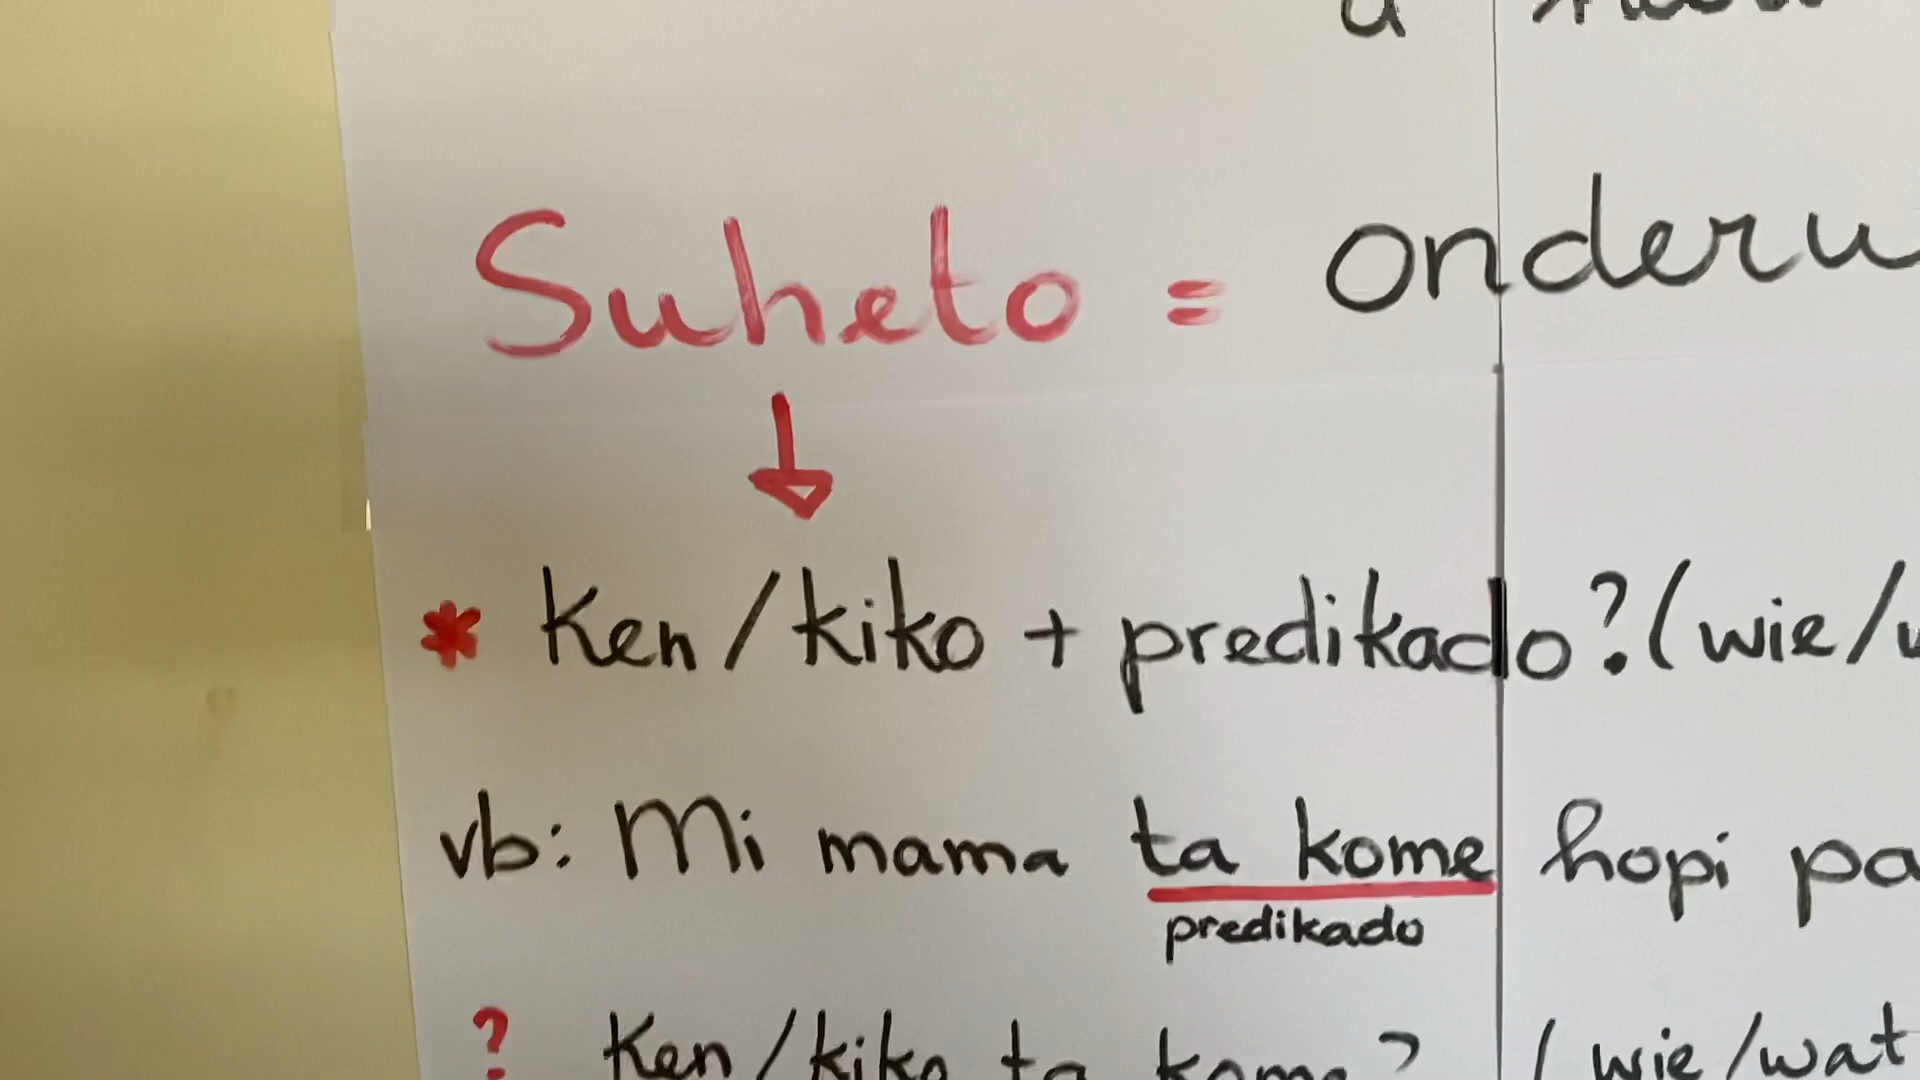 Suheto = onderw
* Ken/kiko + predikado? (wie/w
vb: Mi mama ta kome hopi pa
predikado
? Ken/kiko ta kome? (wie/wat